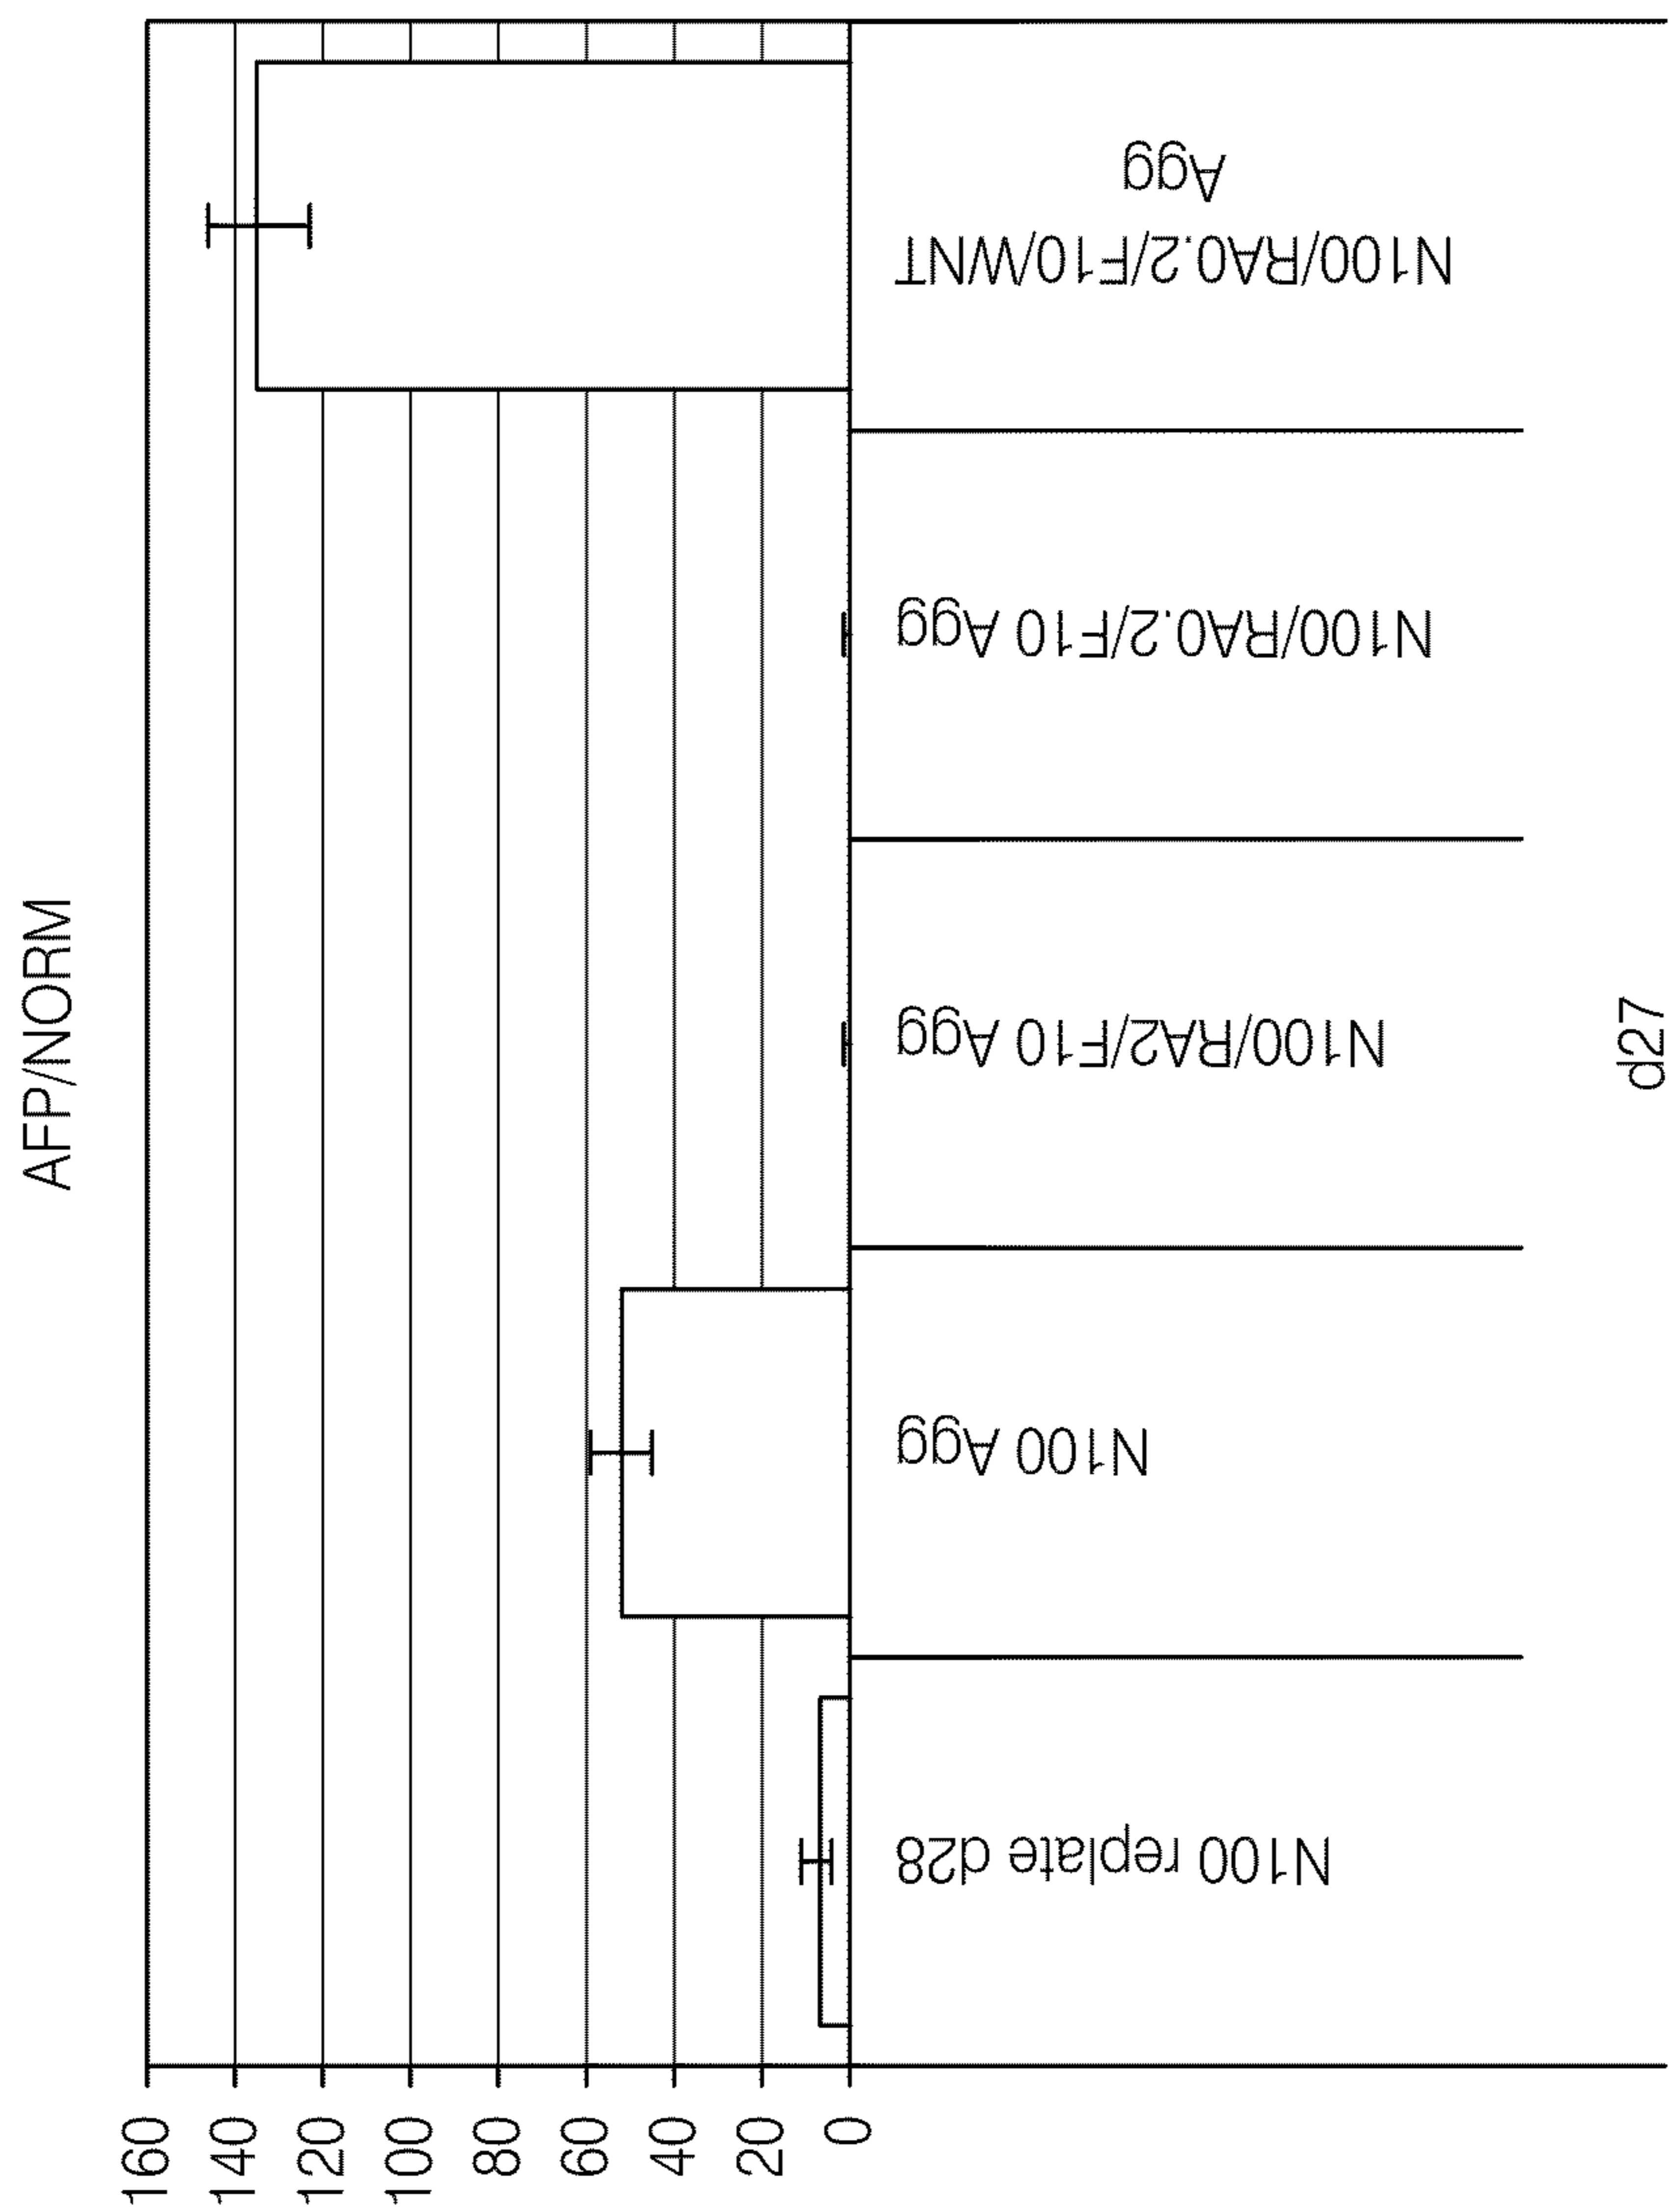 AFP/NORM
160
140
120
100
80
60
40
20
0
N100 replate d28
N100 Agg
N100/RA2/F10 Agg
N100/RA0.2/F10 Agg
N100/RA0.2/F10/WNT
Agg
d27